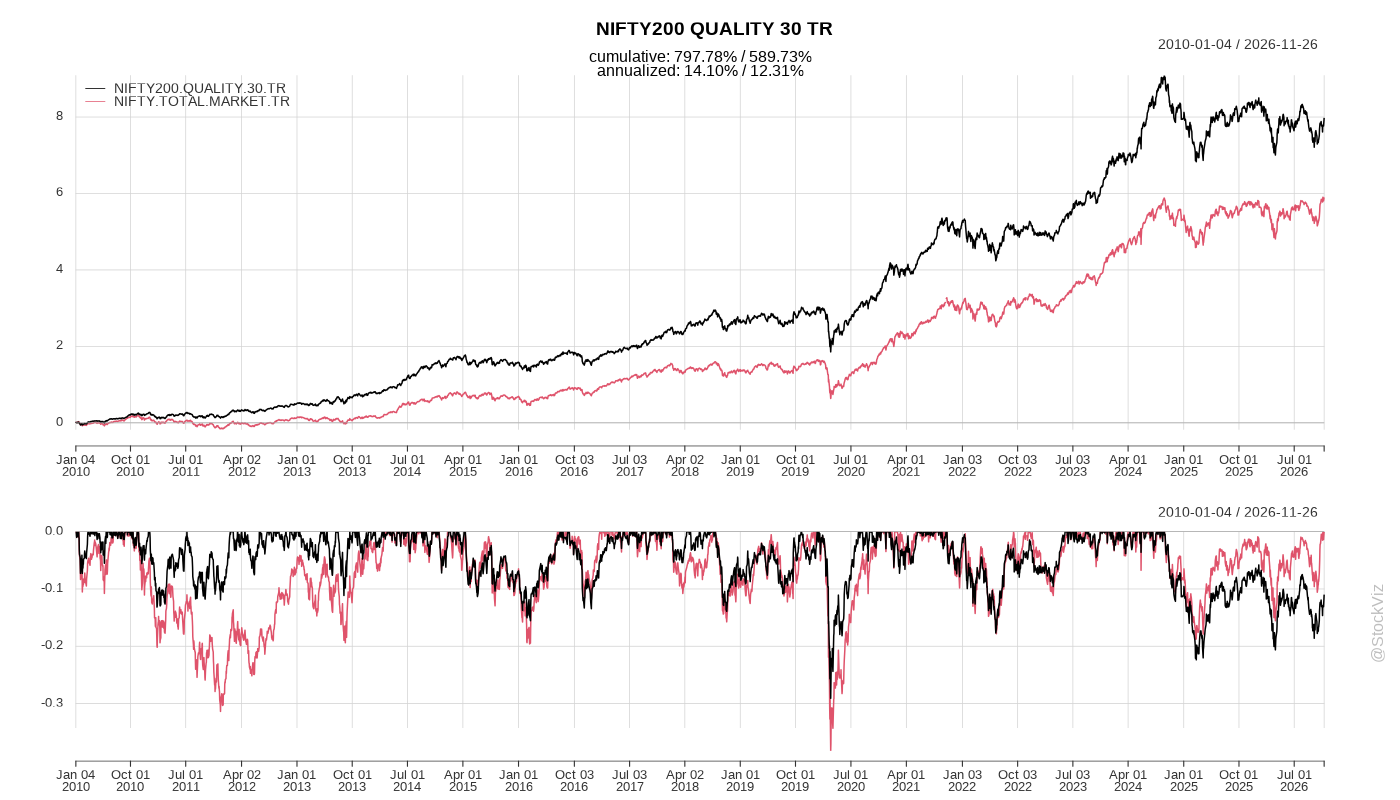 NIFTY200 QUALITY 30 TR
2010-01-04 / 2026-11-26
cumulative: 797.78% / 589.73%
annualized: 14.10% / 12.31%
NIFTY200.QUALITY.30.TR
NIFTY.TOTAL.MARKET.TR
8
6
4
2
0
Jan 04 Oct 01 Jul 01 Apr 02 Jan 01 Oct 01 Jul 01 Apr 01 Jan 01 Oct 03 Jul 03 Apr 02 Jan 01 Oct 01 Jul 01 Apr 01 Jan 03 Oct 03 Jul 03 Apr 01 Jan 01 Oct 01 Jul 01
2010 2010 2011 2012 2013 2013 2014 2015 2016 2016 2017 2018 2019 2019 2020 2021 2022 2022 2023 2024 2025 2025 2026
2010-01-04 / 2026-11-26
0.0
-0.1
-0.2
-0.3
Jan 04 Oct 01 Jul 01 Apr 02 Jan 01 Oct 01 Jul 01 Apr 01 Jan 01 Oct 03 Jul 03 Apr 02 Jan 01 Oct 01 Jul 01 Apr 01 Jan 03 Oct 03 Jul 03 Apr 01 Jan 01 Oct 01 Jul 01
2010 2010 2011 2012 2013 2013 2014 2015 2016 2016 2017 2018 2019 2019 2020 2021 2022 2022 2023 2024 2025 2025 2026
@StockViz